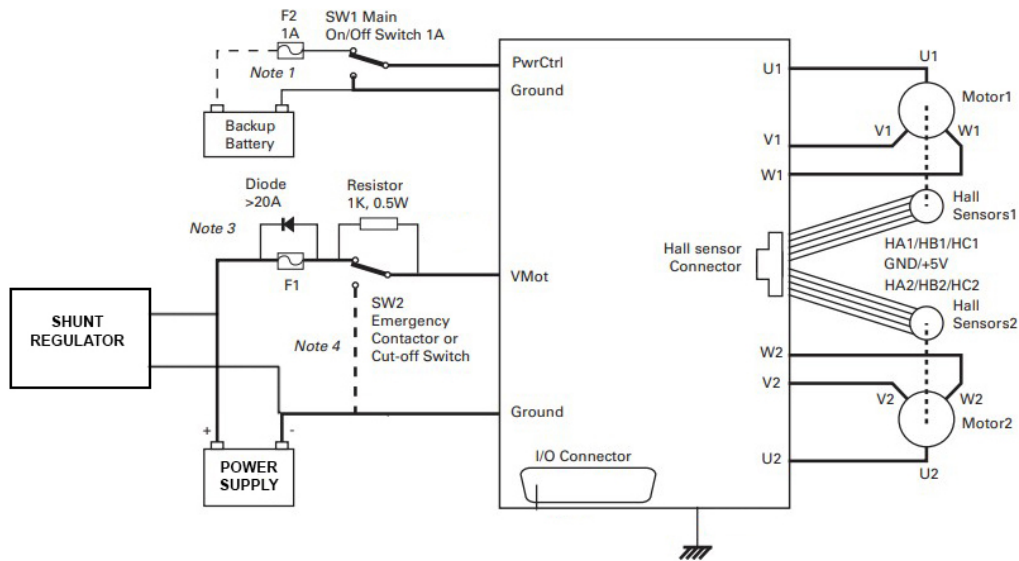 F2
1A
SW1 Main
On/Off Switch 1A
Note 1
PwrCtrl
Ground
Backup
Battery
Diode
>20A
Resistor
1K, 0.5W
Note 3
F1
VMot
SW2
Emergency
Contactor or
Cut-off Switch
Note 4
SHUNT
REGULATOR
Ground
+
-
POWER
SUPPLY
I/O Connector
Hall sensor
Connector
U1
V1
W1
U1
Motor1
V1
W1
Hall
Sensors1
HA1/HB1/HC1
GND/+5V
HA2/HB2/HC2
Hall
Sensors2
W2
V2
U2
V2
W2
Motor2
U2